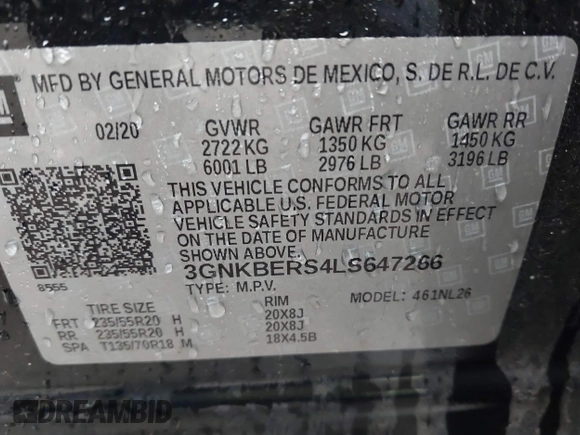 GM
MFD BY GENERAL MOTORS DE MEXICO, S. DE R.L. DE C.V.
02/20 GVWR GAWR FRT GAWR RR
2722 KG 1350 KG 1450 KG
6001 LB 2976 LB 3196 LB
THIS VEHICLE CONFORMS TO ALL
APPLICABLE U.S. FEDERAL MOTOR
VEHICLE SAFETY STANDARDS IN EFFECT
ON THE DATE OF MANUFACTURE
SHOWN ABOVE.
3GNKBERS4LS647266
8555
TYPE: M.P.V. MODEL: 461NL26
TIRE SIZE RIM
FRT 235/55R20 H 20X8J
RR 235/55R20 H 20X8J
SPA T135/70R18 M 18X4.5B
DREAMBID